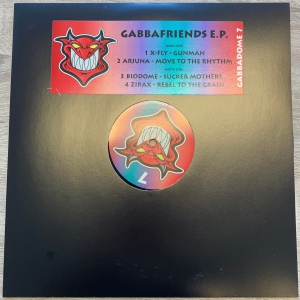 GABBAFRIENDS E.P.
1 X-FLY - GUNMAN
2 ARJUNA - MOVE TO THE RHYTHM
3 BIODOME - SUCKER MOTHERS...
4 ZIRAX - REBEL TO THE GRAIN
GABBADOME 7
7